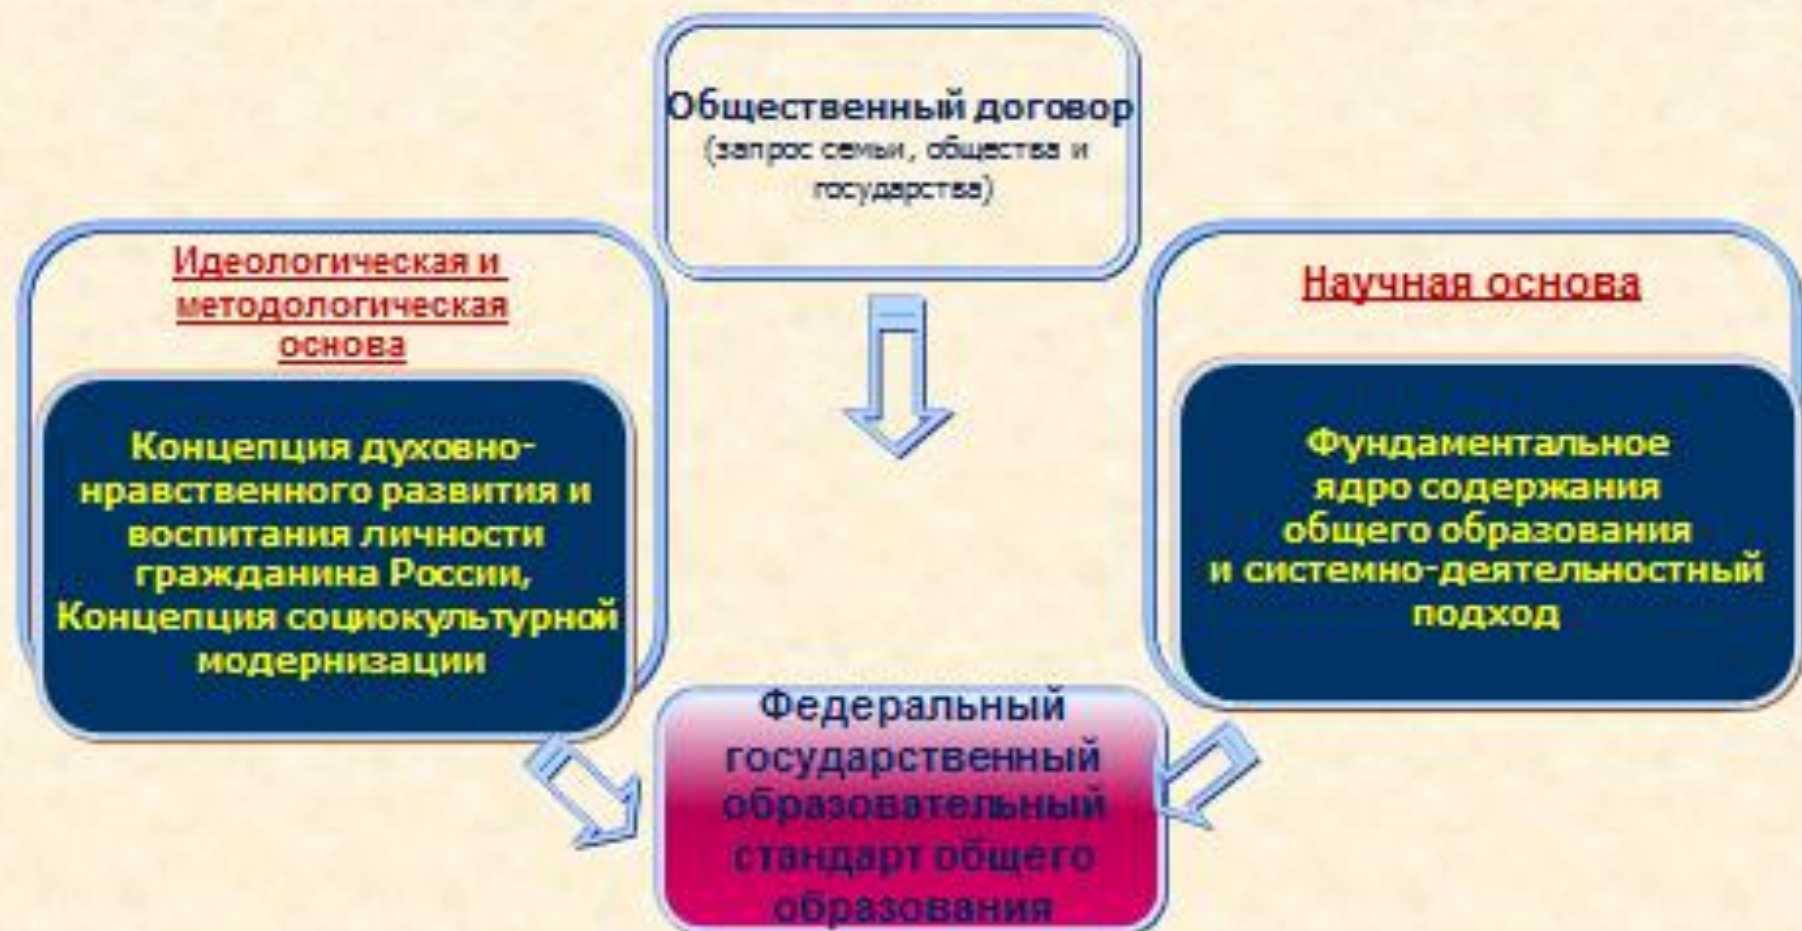 Общественный договор
(запрос семьи, общества и
государства)
Идеологическая и
методологическая
основа
Концепция духовно-
нравственного развития и
воспитания личности
гражданина России,
Концепция социокультурной
модернизации
Научная основа
Фундаментальное
ядро содержания
общего образования
и системно-деятельностный
подход
Федеральный
государственный
образовательный
стандарт общего
образования